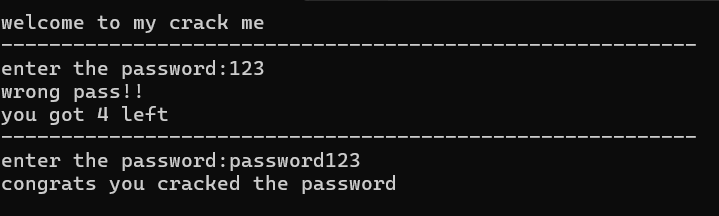 welcome to my crack me
----------------------------------------------------------
enter the password:123
wrong pass!!
you got 4 left
----------------------------------------------------------
enter the password:password123
congrats you cracked the password